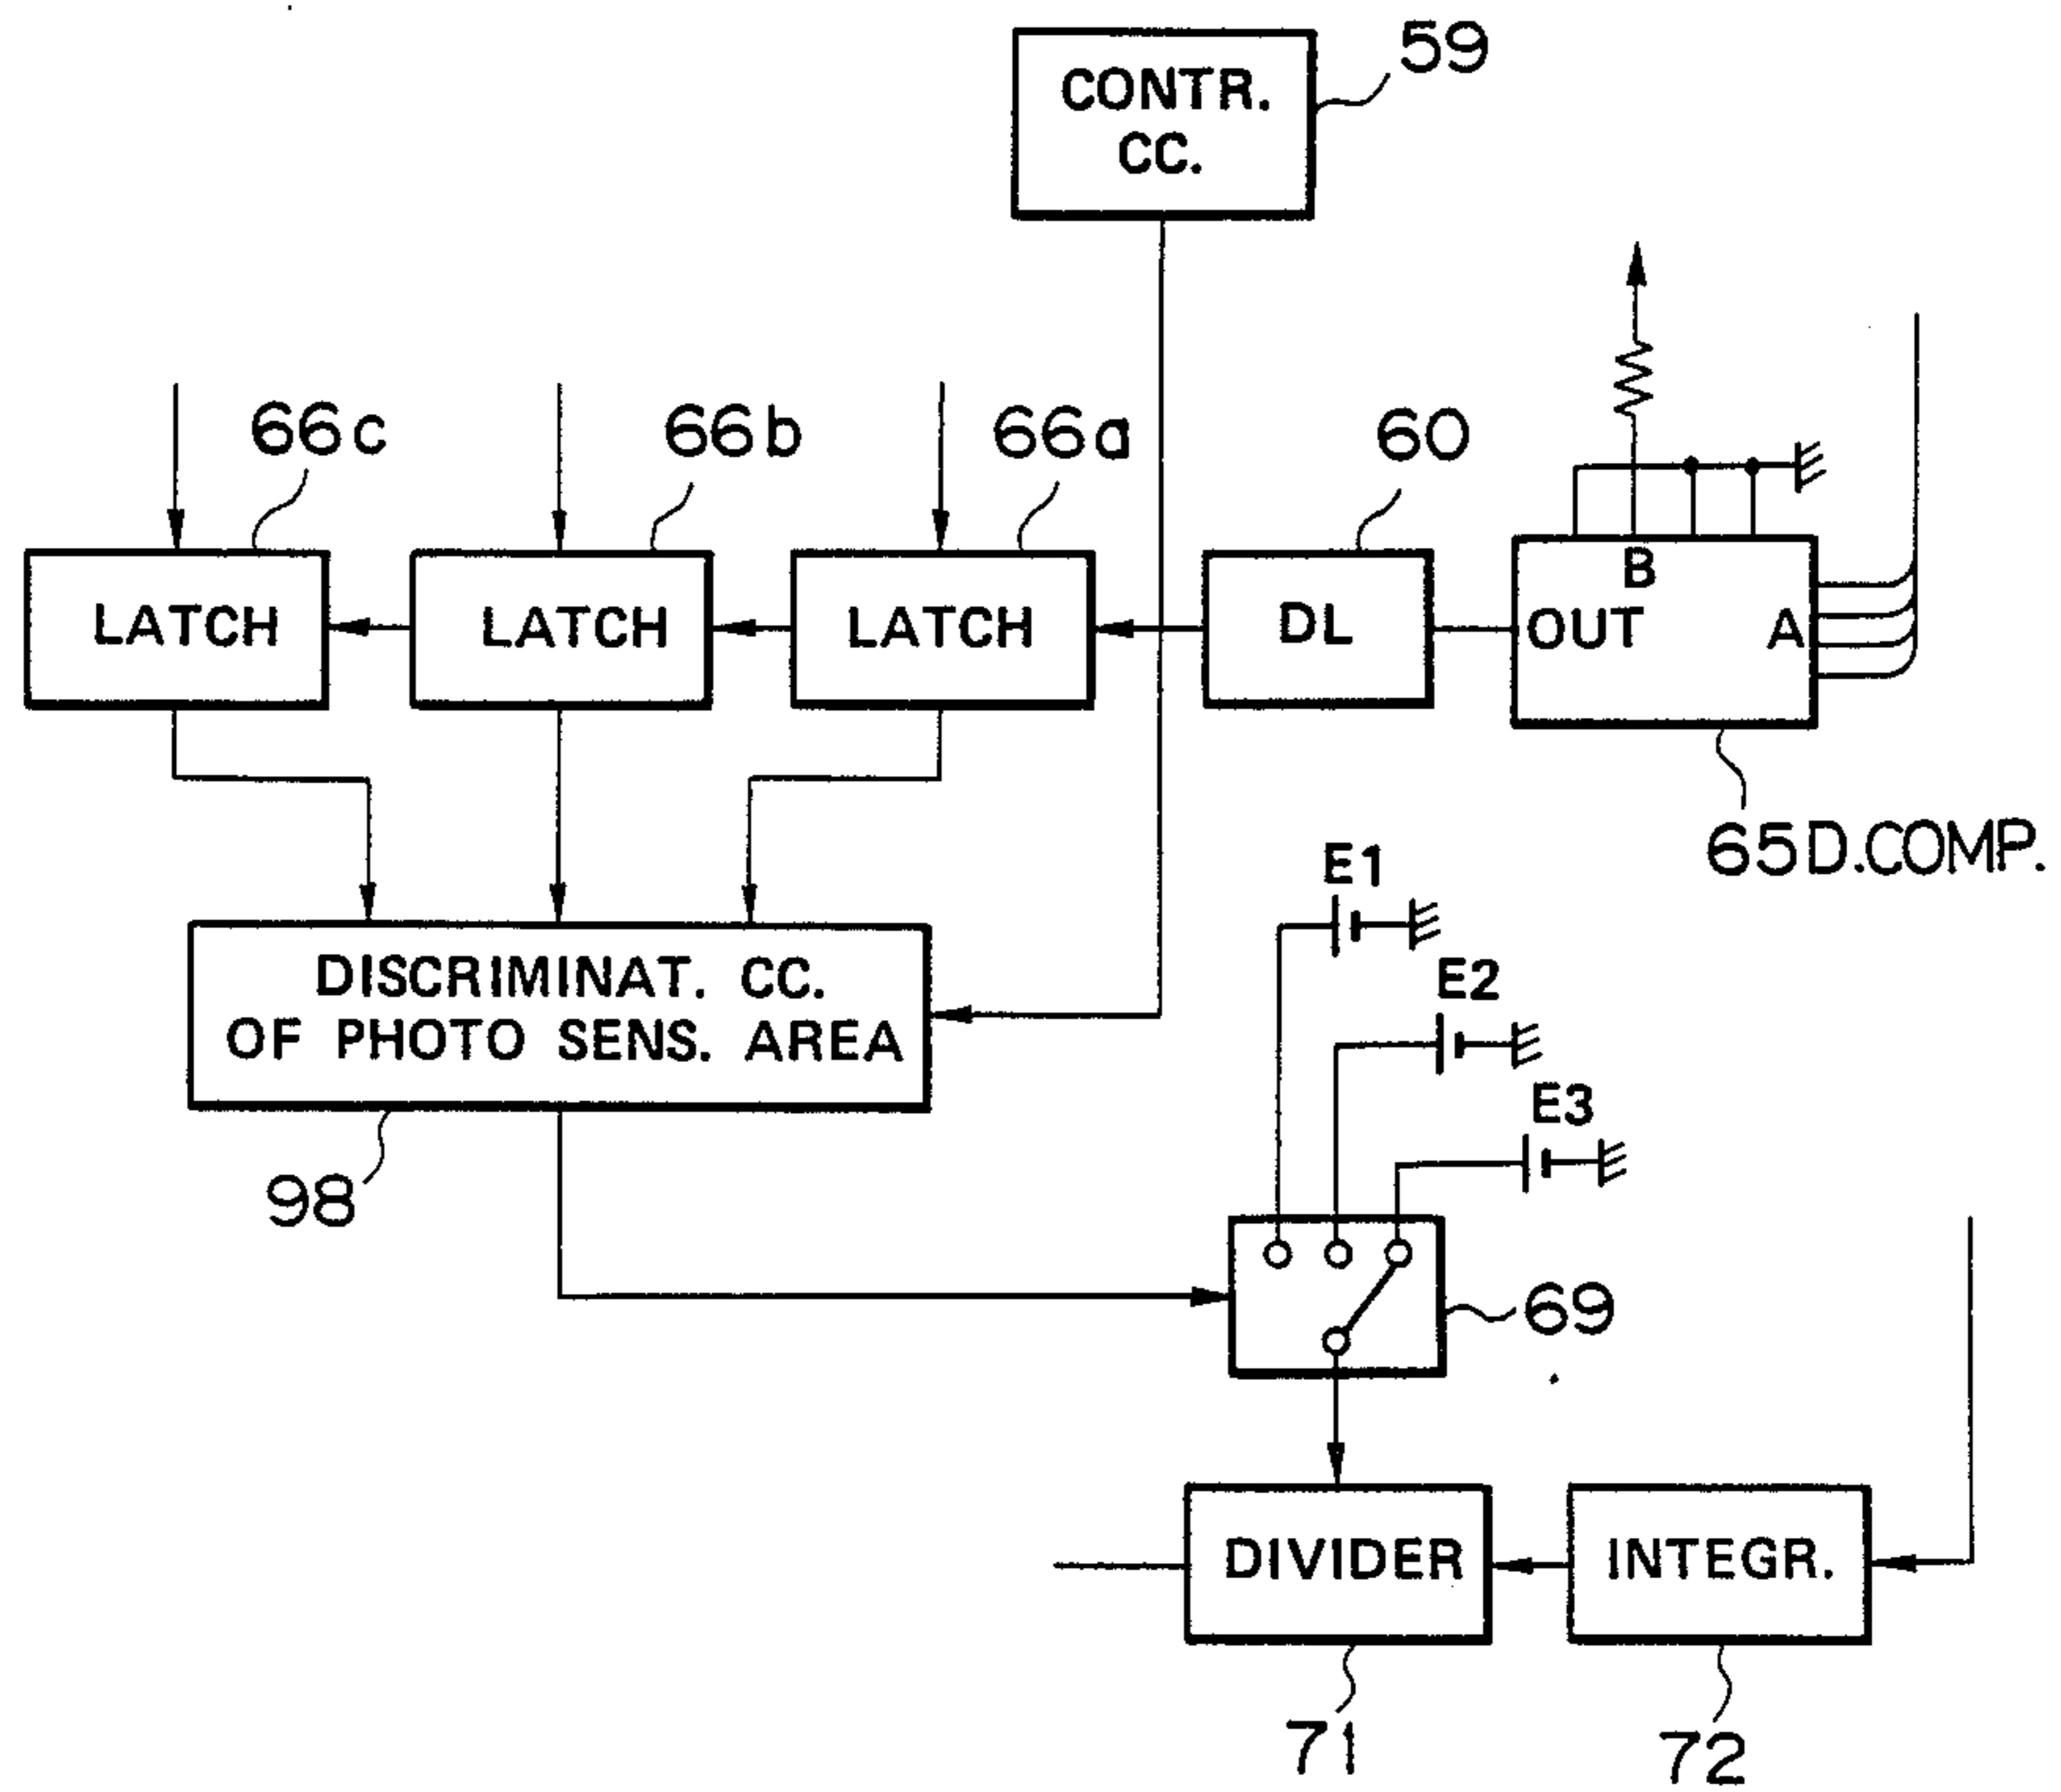 59
CONTR.
CC.
66c
66b
66a
60
LATCH
LATCH
LATCH
DL
B
OUT
A
65D.COMP.
E1
DISCRIMINAT. CC.
OF PHOTO SENS. AREA
E2
E3
98
69
DIVIDER
INTEGR.
71
72